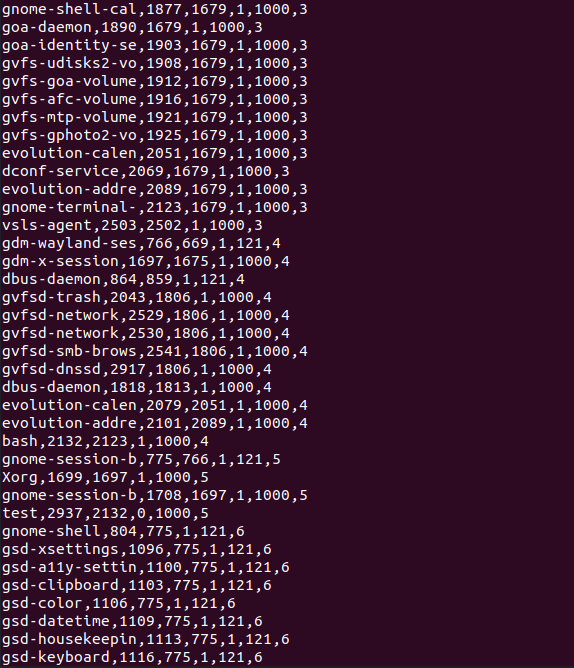 gnome-shell-cal,1877,1679,1,1000,3
goa-daemon,1890,1679,1,1000,3
goa-identity-se,1903,1679,1,1000,3
gvfs-udisks2-vo,1908,1679,1,1000,3
gvfs-goa-volume,1912,1679,1,1000,3
gvfs-afc-volume,1916,1679,1,1000,3
gvfs-mtp-volume,1921,1679,1,1000,3
gvfs-gphoto2-vo,1925,1679,1,1000,3
evolution-calen,2051,1679,1,1000,3
dconf-service,2069,1679,1,1000,3
evolution-addre,2089,1679,1,1000,3
gnome-terminal-,2123,1679,1,1000,3
vsls-agent,2503,2502,1,1000,3
gdm-wayland-ses,766,669,1,121,4
gdm-x-session,1697,1675,1,1000,4
dbus-daemon,864,859,1,121,4
gvfsd-trash,2043,1806,1,1000,4
gvfsd-network,2529,1806,1,1000,4
gvfsd-network,2530,1806,1,1000,4
gvfsd-smb-brows,2541,1806,1,1000,4
gvfsd-dnssd,2917,1806,1,1000,4
dbus-daemon,1818,1813,1,1000,4
evolution-calen,2079,2051,1,1000,4
evolution-addre,2101,2089,1,1000,4
bash,2132,2123,1,1000,4
gnome-session-b,775,766,1,121,5
Xorg,1699,1697,1,1000,5
gnome-session-b,1708,1697,1,1000,5
test,2937,2132,0,1000,5
gnome-shell,804,775,1,121,6
gsd-xsettings,1096,775,1,121,6
gsd-a11y-settin,1100,775,1,121,6
gsd-clipboard,1103,775,1,121,6
gsd-color,1106,775,1,121,6
gsd-datetime,1109,775,1,121,6
gsd-housekeepin,1113,775,1,121,6
gsd-keyboard,1116,775,1,121,6